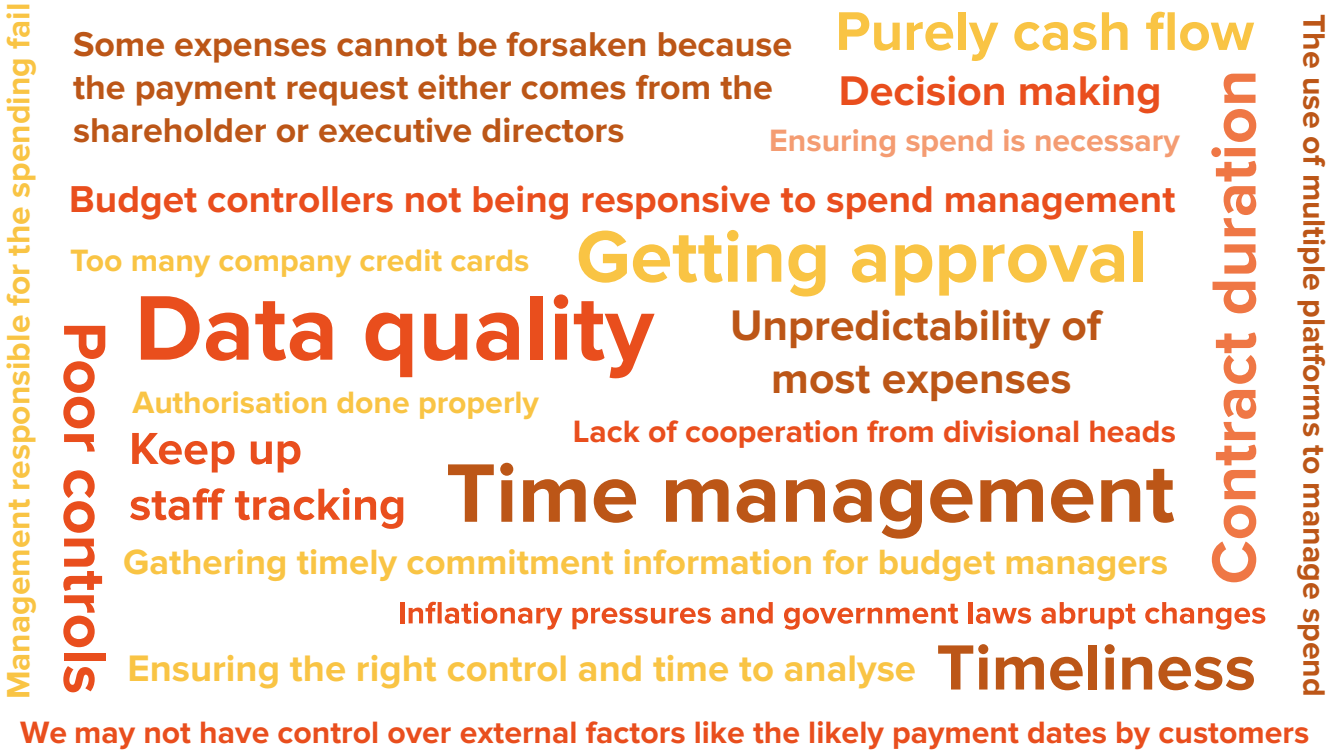 Management responsible for the spending fail
Some expenses cannot be forsaken because
the payment request either comes from the
shareholder or executive directors
Purely cash flow
Decision making
Ensuring spend is necessary
Budget controllers not being responsive to spend management
Too many company credit cards
Getting approval
Data quality
Unpredictability of
most expenses
Authorisation done properly
Lack of cooperation from divisional heads
Keep up
staff tracking
Time management
Gathering timely commitment information for budget managers
Inflationary pressures and government laws abrupt changes
Ensuring the right control and time to analyse
Timeliness
Poor controls
Contract duration
The use of multiple platforms to manage spend
We may not have control over external factors like the likely payment dates by customers